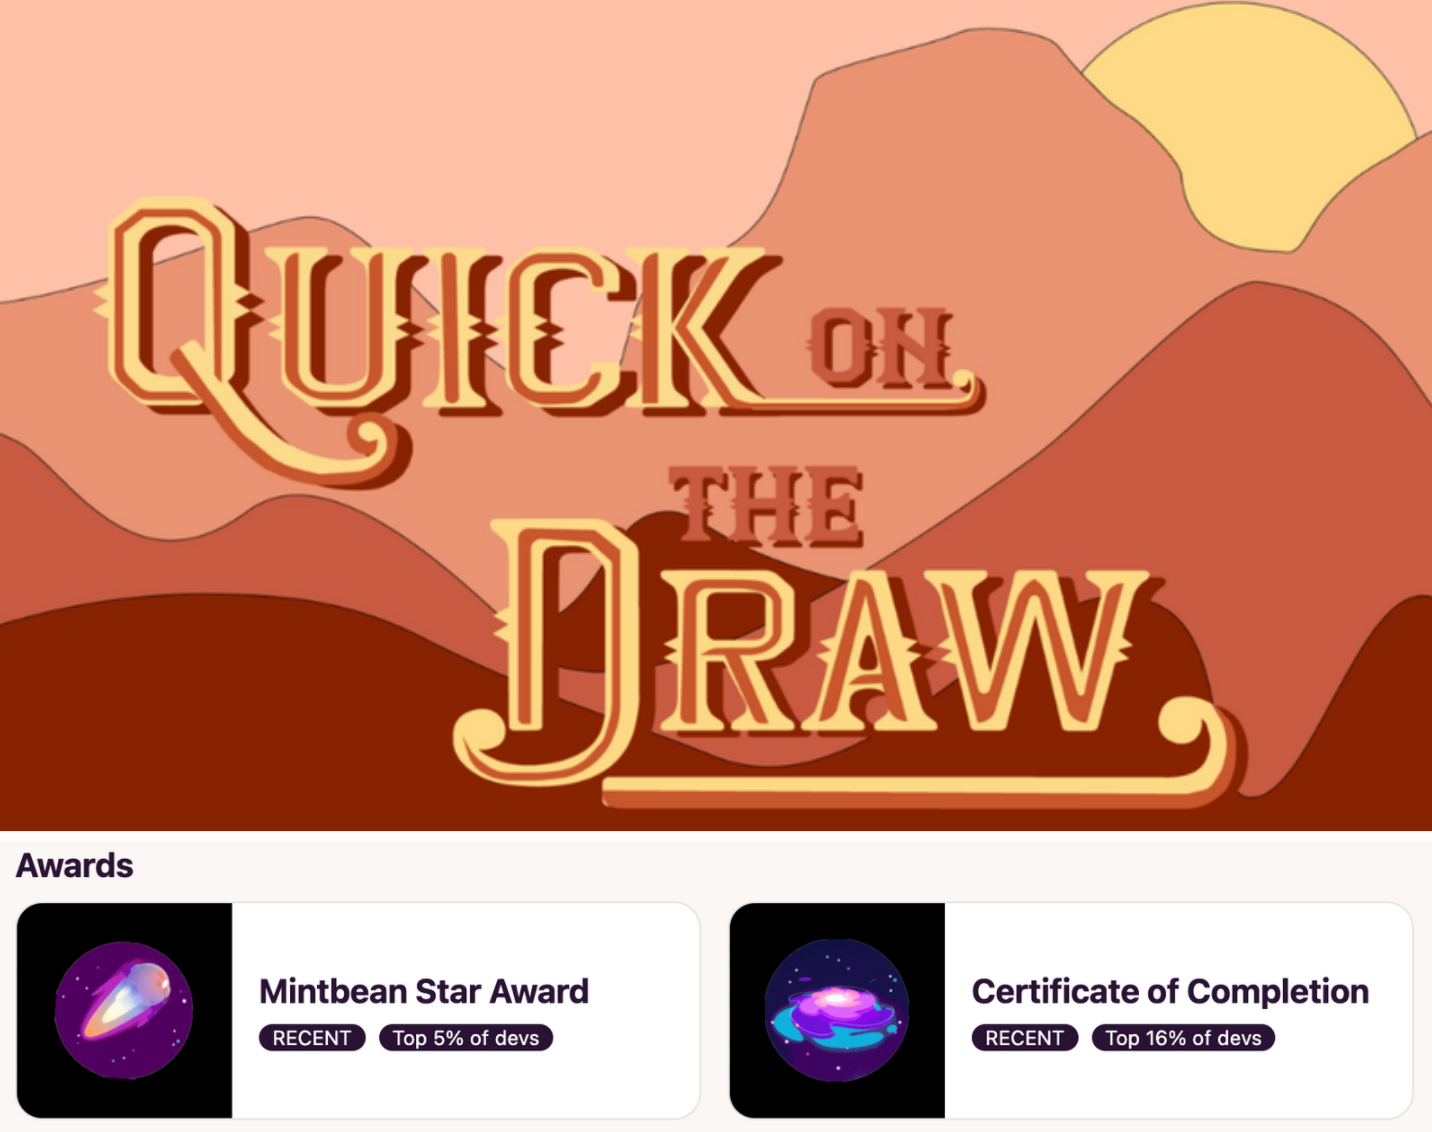 QUICK ON
THE
DRAW
Awards
Mintbean Star Award
RECENT Top 5% of devs
Certificate of Completion
RECENT Top 16% of devs